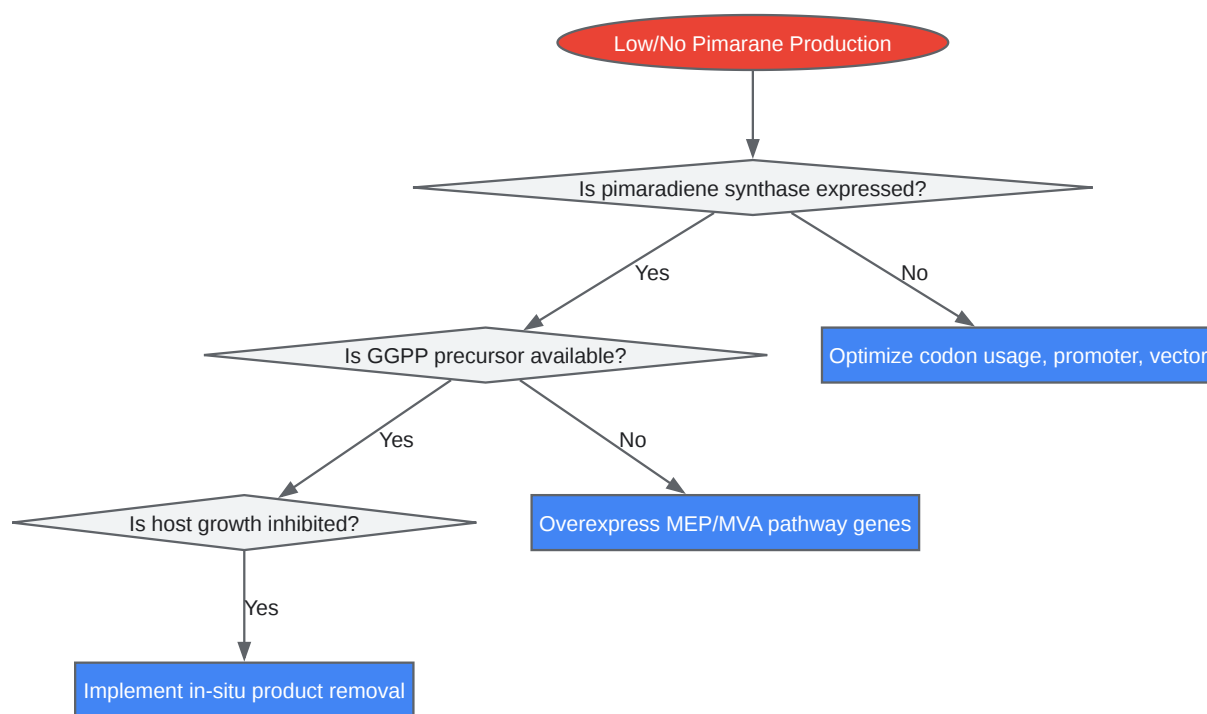 Low/No Pimarane Production
Is pimaradiene synthase expressed?
Yes
No
Is GGPP precursor available?
Optimize codon usage, promoter, vector
Yes
No
Is host growth inhibited?
Overexpress MEP/MVA pathway genes
Yes
Implement in-situ product removal